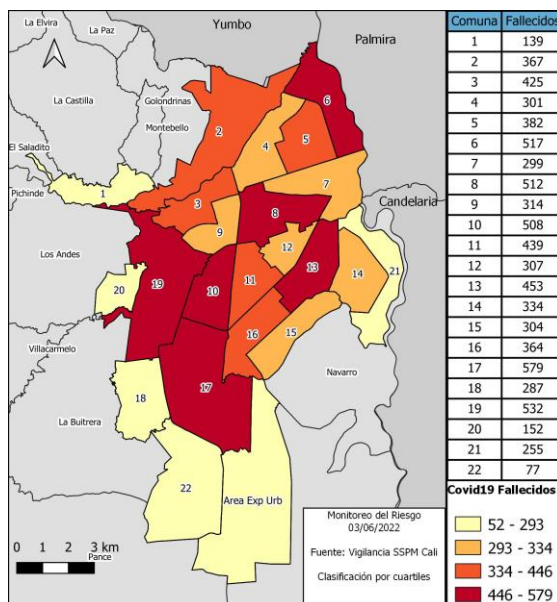 Yumbo
Palmira
La Elvira
La Paz
La Castilla
Golondrinas
Montebello
El Saladito
Pichinde
Los Andes
Villacarmelo
La Buitrera
Pance
Candelaria
Navarro
1
2
3
4
5
6
7
8
9
10
11
12
13
14
15
16
17
18
19
20
21
22
Area Exp Urb
0 1 2 3 km
Monitoreo del Riesgo
03/06/2022
Fuente: Vigilancia SSPM Cali
Clasificación por cuartiles
Comuna Fallecidos
1 139
2 367
3 425
4 301
5 382
6 517
7 299
8 512
9 314
10 508
11 439
12 307
13 453
14 334
15 304
16 364
17 579
18 287
19 532
20 152
21 255
22 77
Covid19 Fallecidos
52 - 293
293 - 334
334 - 446
446 - 579